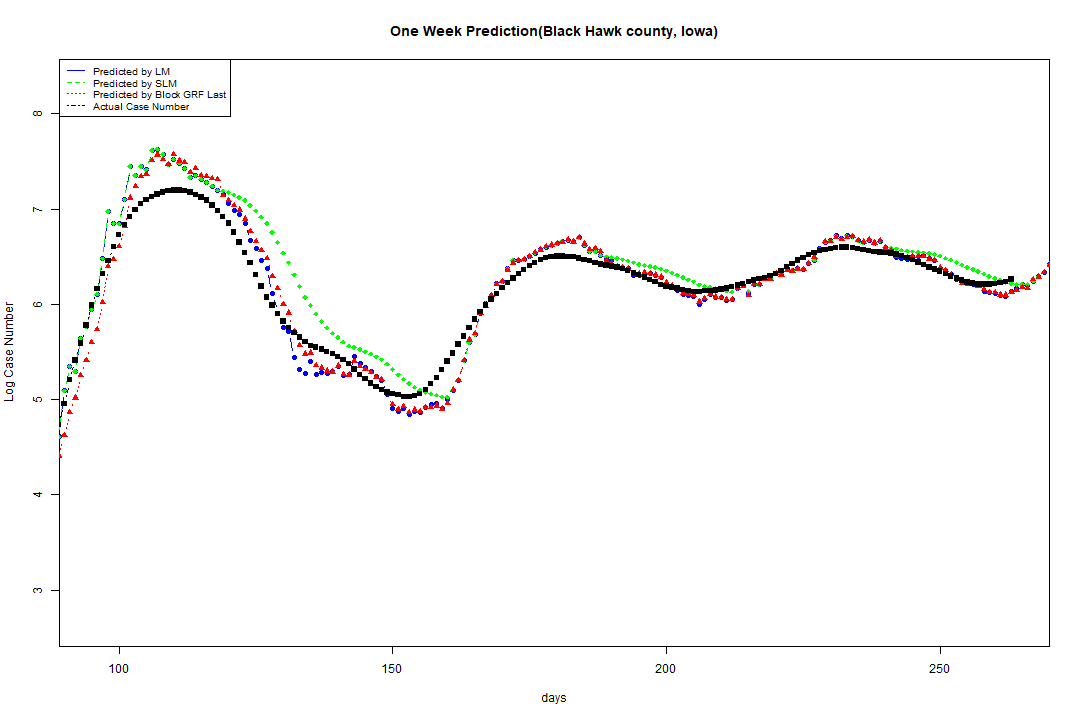 One Week Prediction(Black Hawk county, Iowa)
Predicted by LM
Predicted by SLM
Predicted by Block GRF Last
Actual Case Number
8
7
6
5
4
3
Log Case Number
100 150 200 250
days